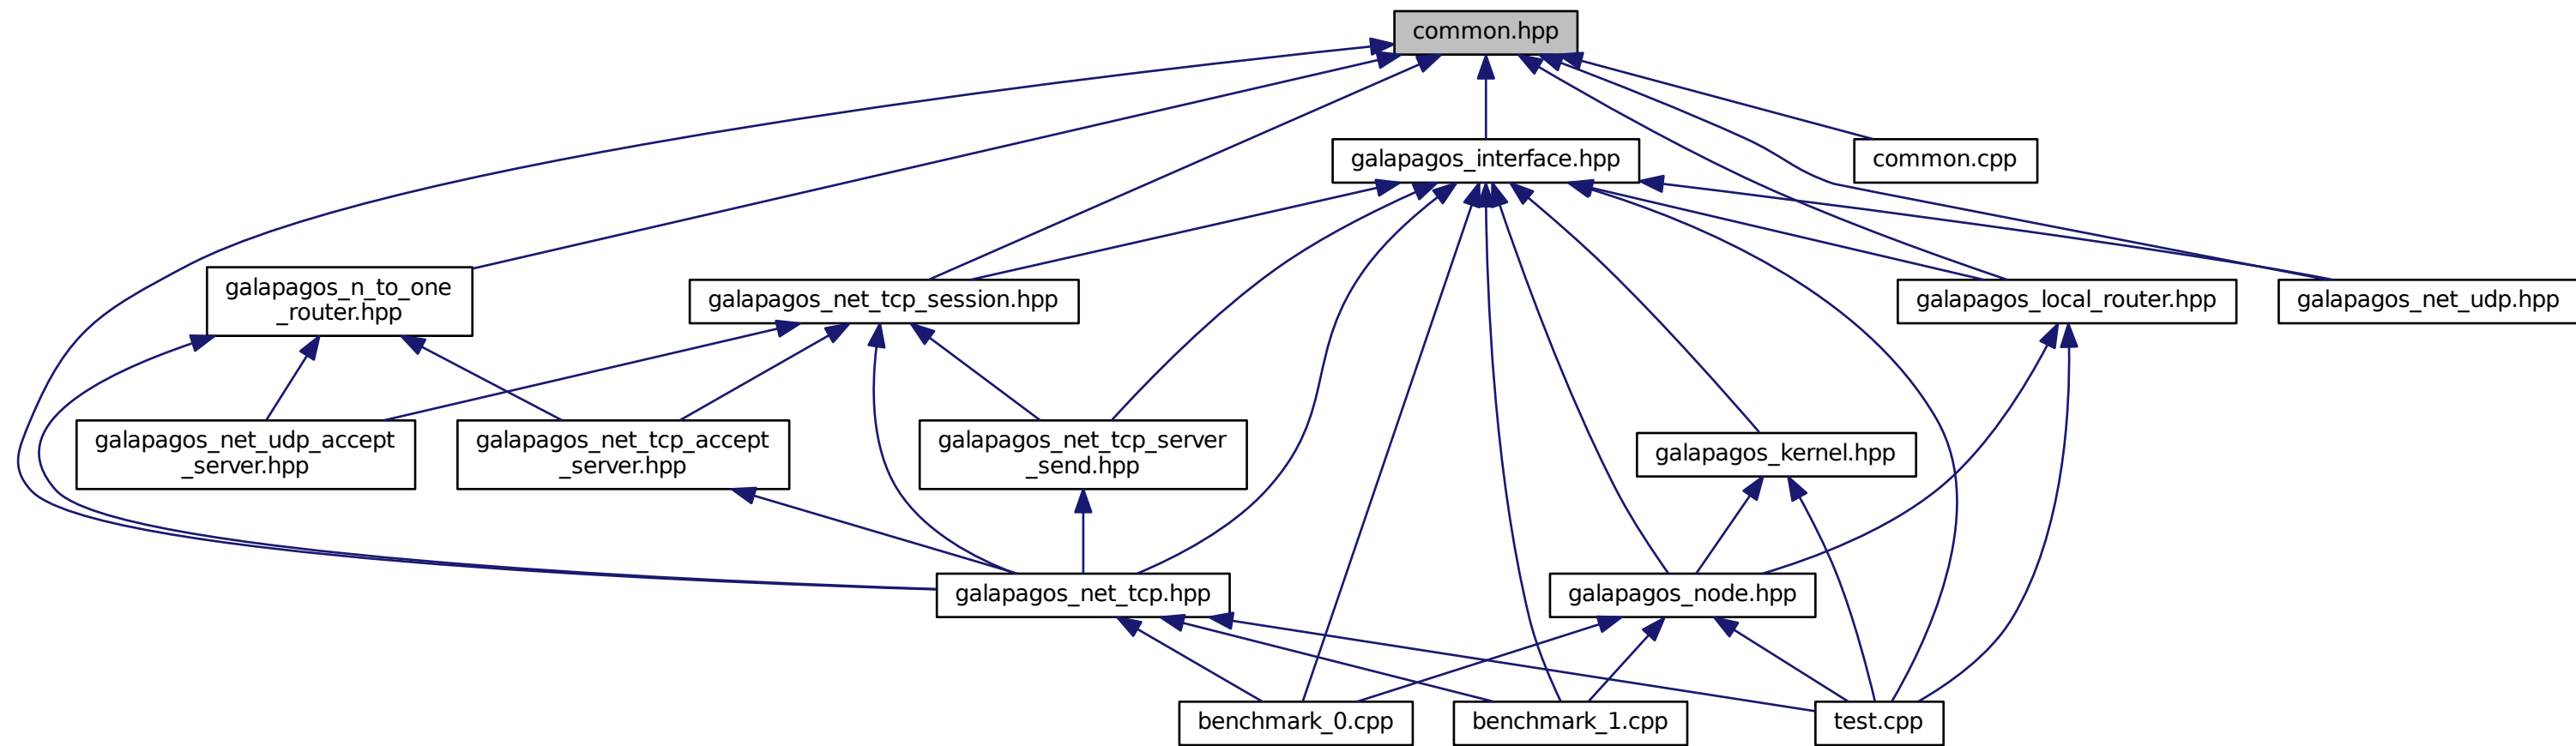 common.hpp
galapagos_interface.hpp
common.cpp
galapagos_n_to_one
_router.hpp
galapagos_net_tcp_session.hpp
galapagos_local_router.hpp
galapagos_net_udp.hpp
galapagos_net_udp_accept
_server.hpp
galapagos_net_tcp_accept
_server.hpp
galapagos_net_tcp_server
_send.hpp
galapagos_kernel.hpp
galapagos_net_tcp.hpp
galapagos_node.hpp
benchmark_0.cpp
benchmark_1.cpp
test.cpp